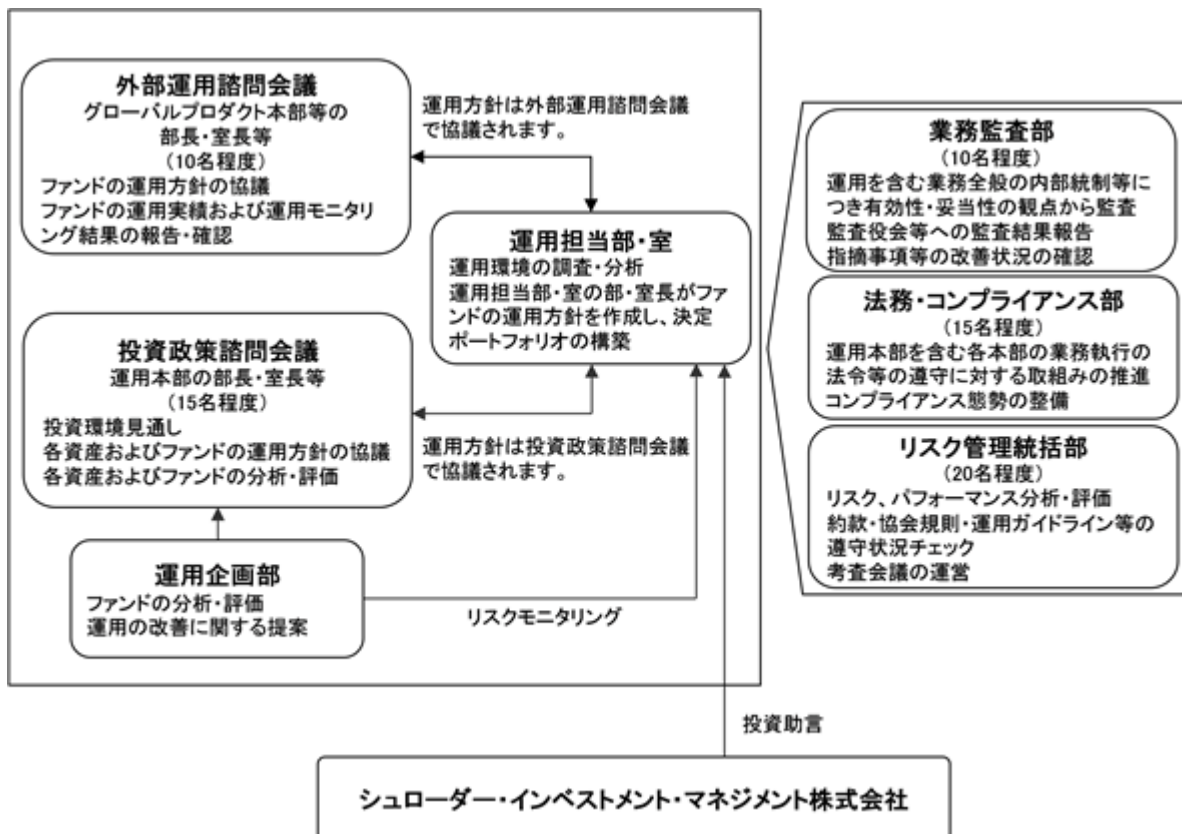 外部運用諮問会議
グローバルプロダクト本部等の
部長・室長等
（10名程度）
ファンドの運用方針の協議
ファンドの運用実績および運用モニタリ
ング結果の報告・確認
運用方針は外部運用諮問会議
で協議されます。
運用担当部・室
運用環境の調査・分析
運用担当部・室の部・室長がファ
ンドの運用方針を作成し、決定
ポートフォリオの構築
投資政策諮問会議
運用本部の部長・室長等
（15名程度）
投資環境見通し
各資産およびファンドの運用方針の協議
各資産およびファンドの分析・評価
運用方針は投資政策諮問会議
で協議されます。
運用企画部
ファンドの分析・評価
運用の改善に関する提案
リスクモニタリング
業務監査部
（10名程度）
運用を含む業務全般の内部統制等に
つき有効性・妥当性の観点から監査
監査役会等への監査結果報告
指摘事項等の改善状況の確認
法務・コンプライアンス部
（15名程度）
運用本部を含む各本部の業務執行の
法令等の遵守に対する取組みの推進
コンプライアンス態勢の整備
リスク管理統括部
（20名程度）
リスク、パフォーマンス分析・評価
約款・協会規則・運用ガイドライン等の
遵守状況チェック
考査会議の運営
投資助言
シュローダー・インベストメント・マネジメント株式会社